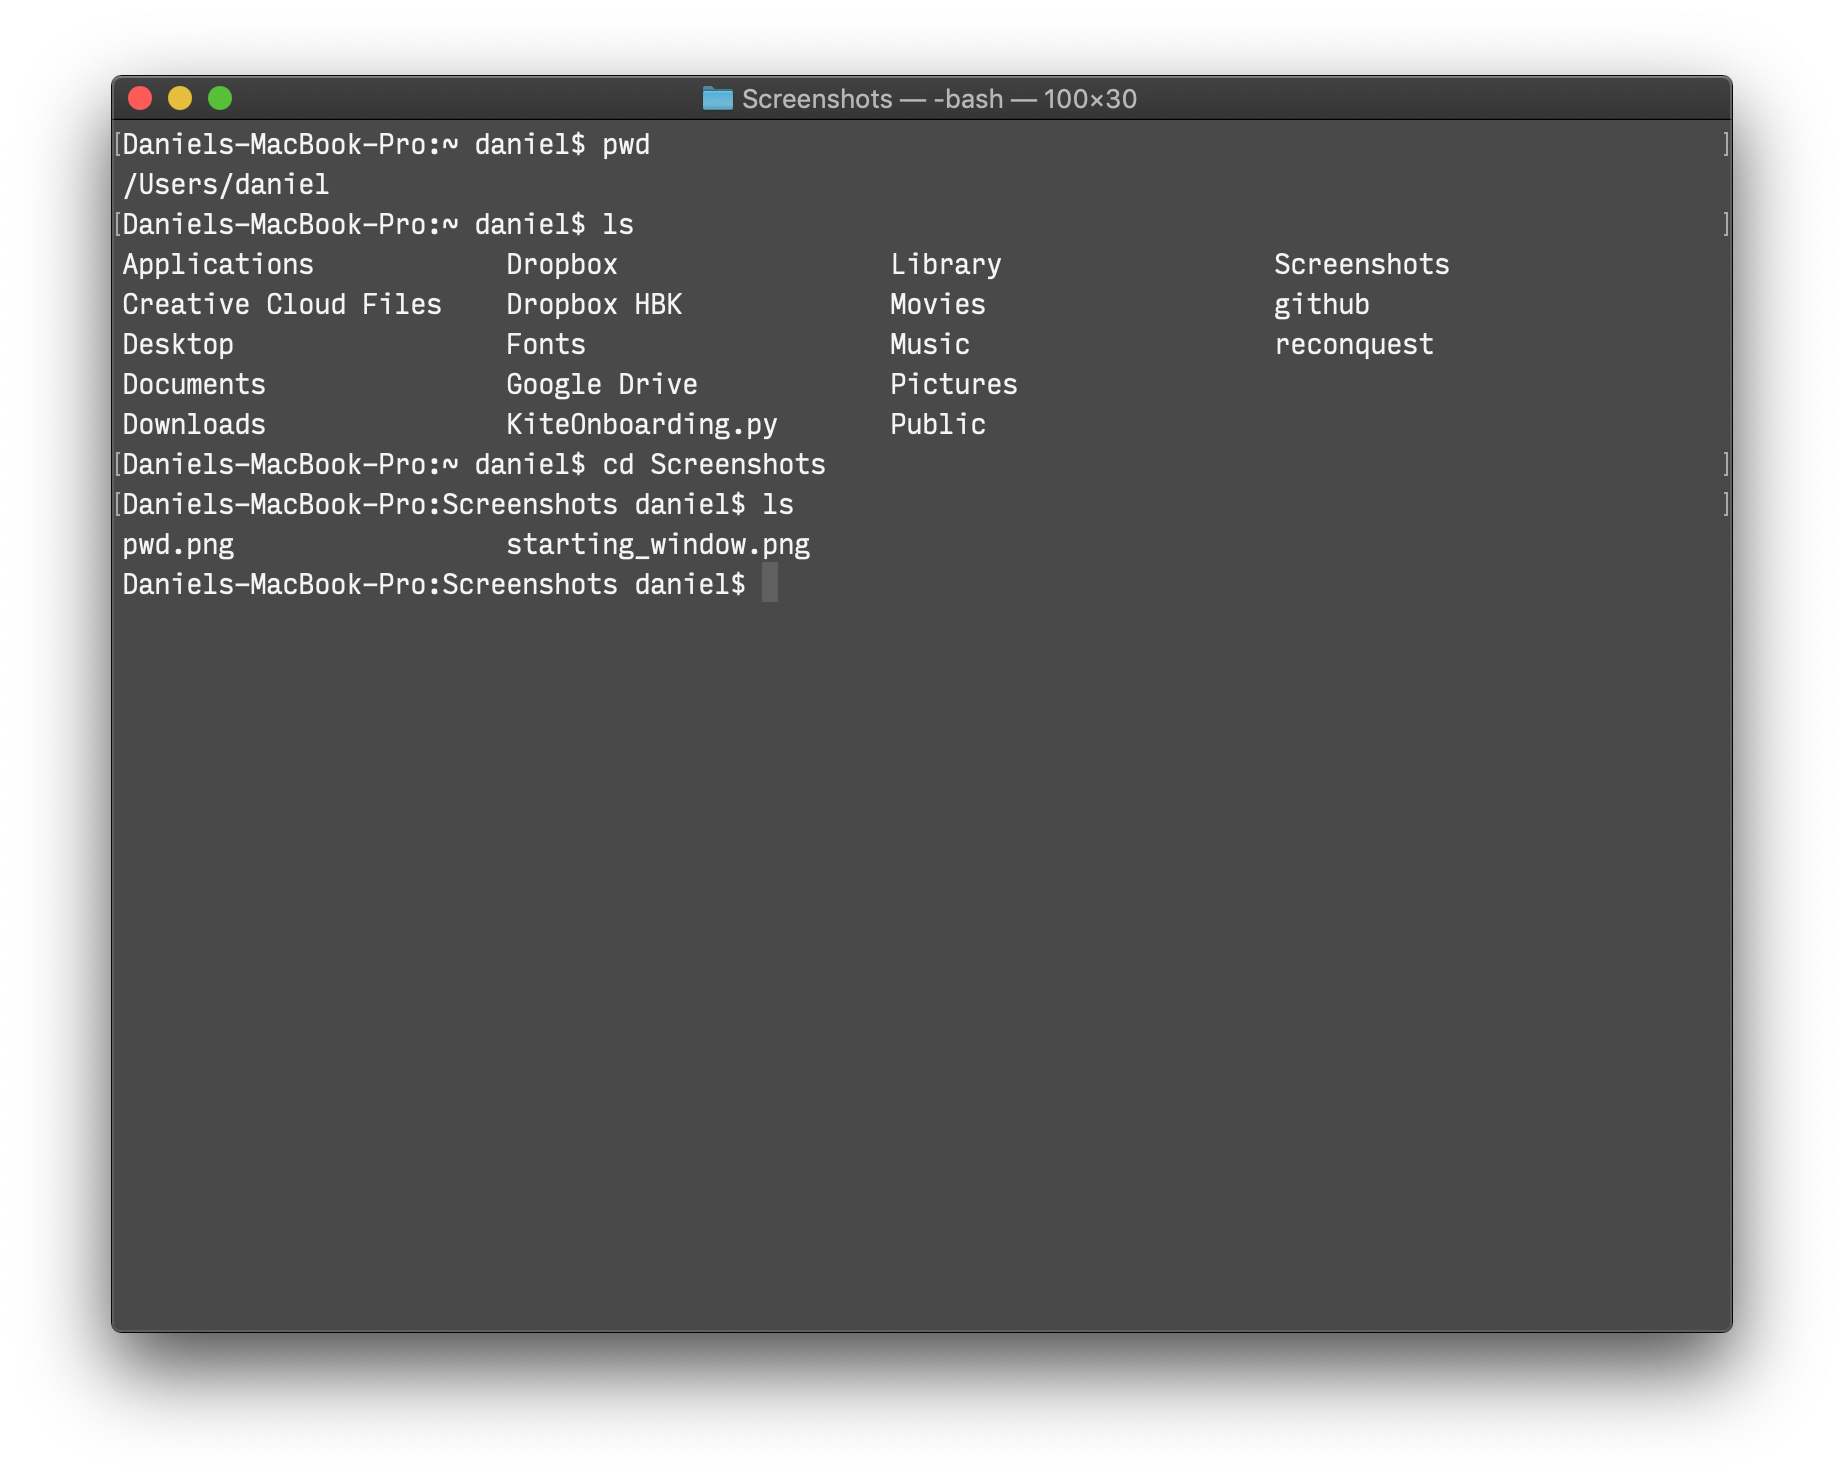 Screenshots — -bash — 100×30
[Daniels-MacBook-Pro:~ daniel$ pwd ]
/Users/daniel
[Daniels-MacBook-Pro:~ daniel$ ls ]
Applications Dropbox Library Screenshots
Creative Cloud Files Dropbox HBK Movies github
Desktop Fonts Music reconquest
Documents Google Drive Pictures
Downloads KiteOnboarding.py Public
[Daniels-MacBook-Pro:~ daniel$ cd Screenshots ]
[Daniels-MacBook-Pro:Screenshots daniel$ ls ]
pwd.png starting_window.png
Daniels-MacBook-Pro:Screenshots daniel$